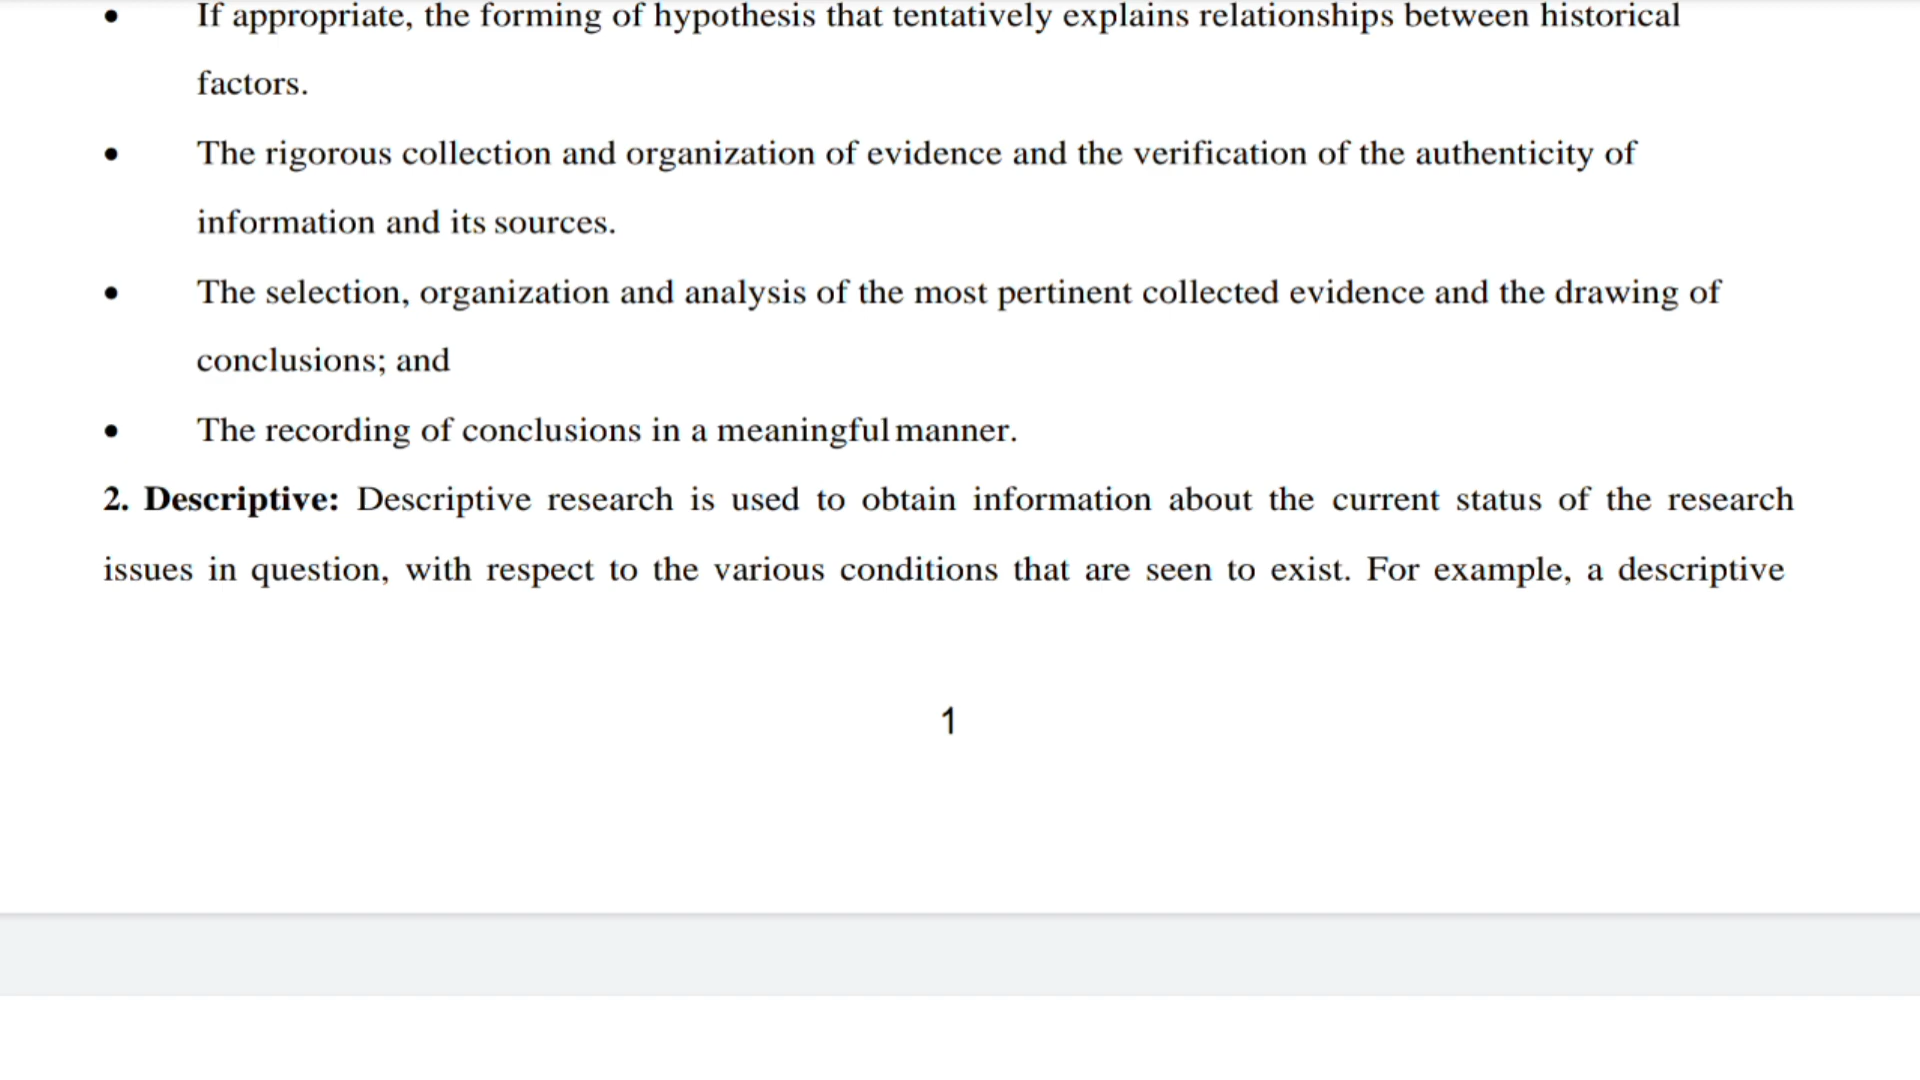 • If appropriate, the forming of hypothesis that tentatively explains relationships between historical
factors.
• The rigorous collection and organization of evidence and the verification of the authenticity of
information and its sources.
• The selection, organization and analysis of the most pertinent collected evidence and the drawing of
conclusions; and
• The recording of conclusions in a meaningful manner.
2. Descriptive: Descriptive research is used to obtain information about the current status of the research
issues in question, with respect to the various conditions that are seen to exist. For example, a descriptive
1